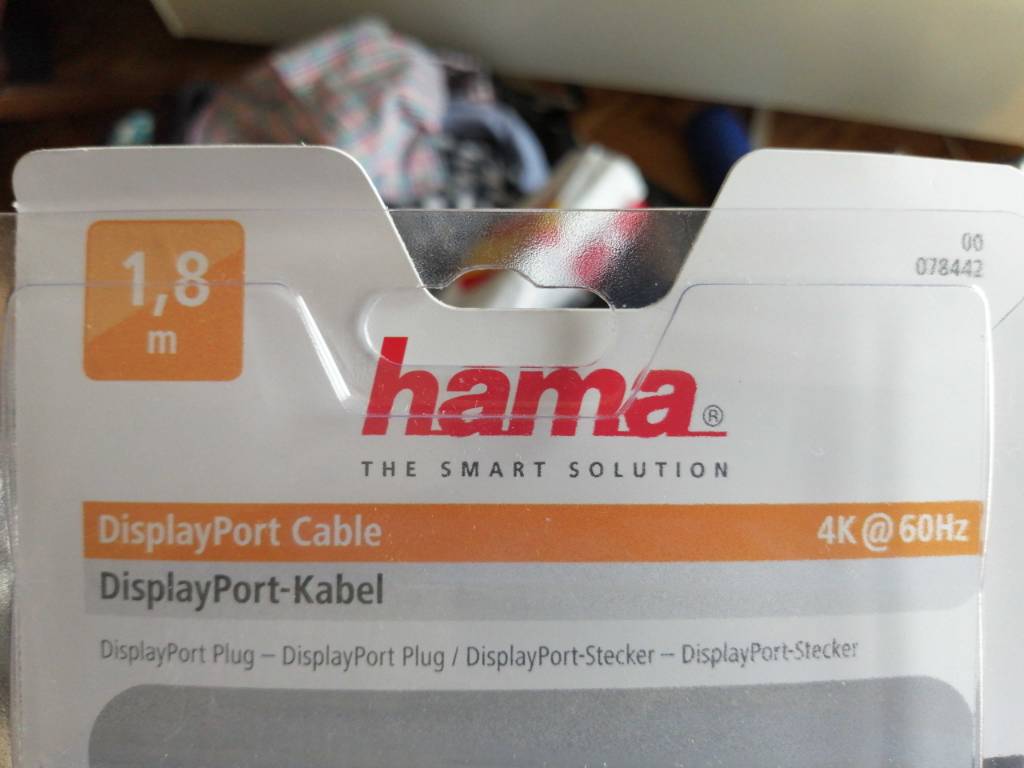 1,8
m
00
078442
hama®
THE SMART SOLUTION
DisplayPort Cable
4K@60Hz
DisplayPort-Kabel
DisplayPort Plug – DisplayPort Plug / DisplayPort-Stecker – DisplayPort-Stecker